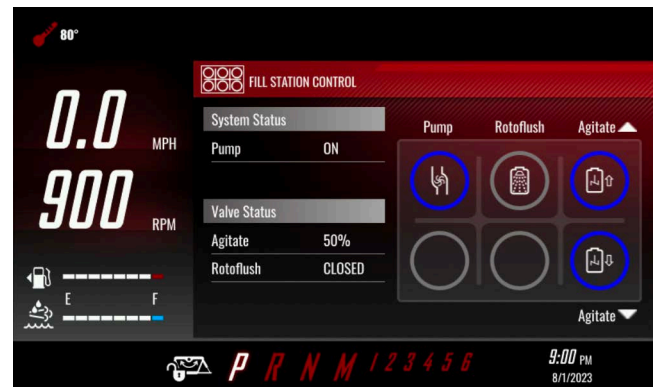 80°
FILL STATION CONTROL
0.0 MPH
900 RPM
System Status
Pump ON
Valve Status
Agitate 50%
Rotoflush CLOSED
Pump Rotoflush Agitate
Agitate
E F
P R N M 1 2 3 4 5 6
9:00 PM
8/1/2023